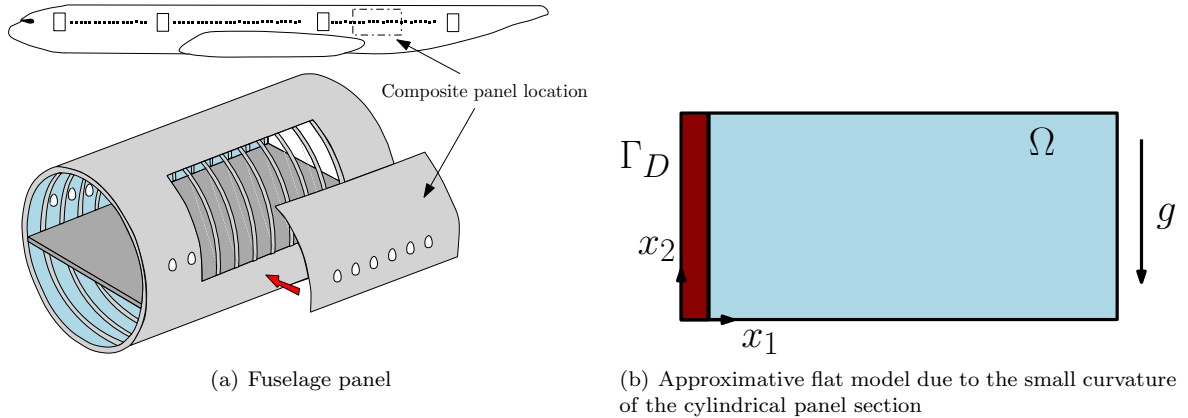 Composite panel location
(a) Fuselage panel
Γ_D
Ω
x_2
g
x_1
(b) Approximative flat model due to the small curvature
of the cylindrical panel section